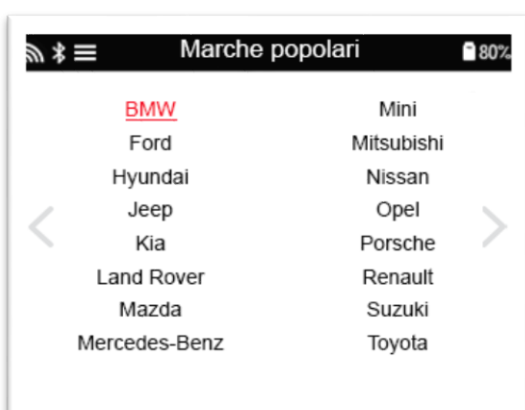 Marche popolari 80%
BMW Mini
Ford Mitsubishi
Hyundai Nissan
Jeep Opel
Kia Porsche
Land Rover Renault
Mazda Suzuki
Mercedes-Benz Toyota